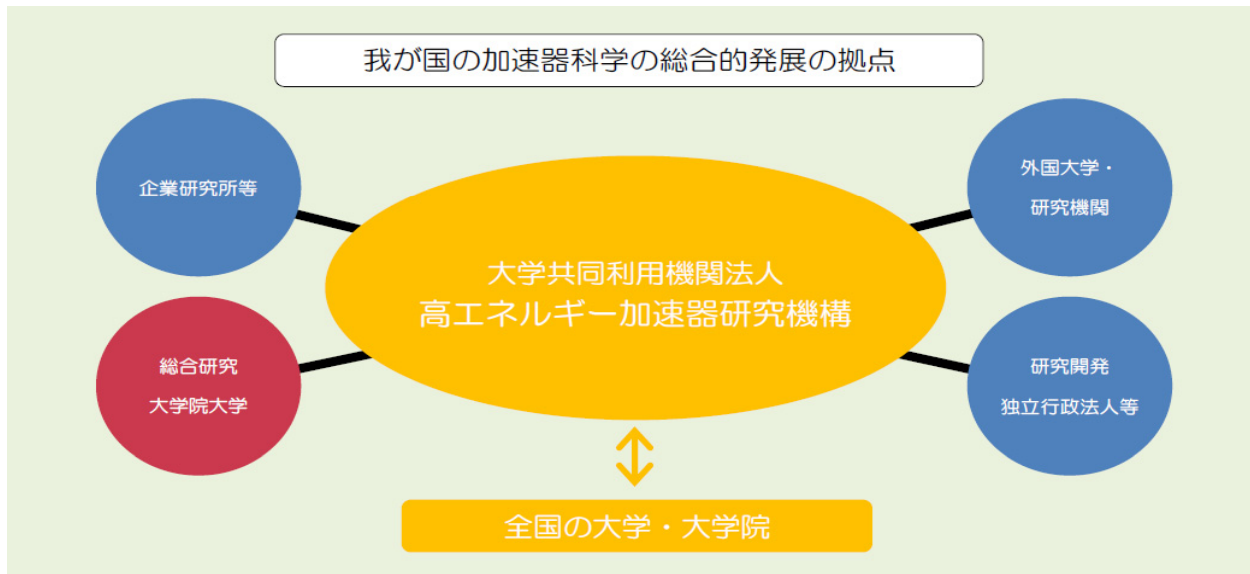 我が国の加速器科学の総合的発展の拠点
企業研究所等
外国大学・
研究機関
大学共同利用機関法人
高エネルギー加速器研究機構
総合研究
大学院大学
研究開発
独立行政法人等
全国の大学・大学院